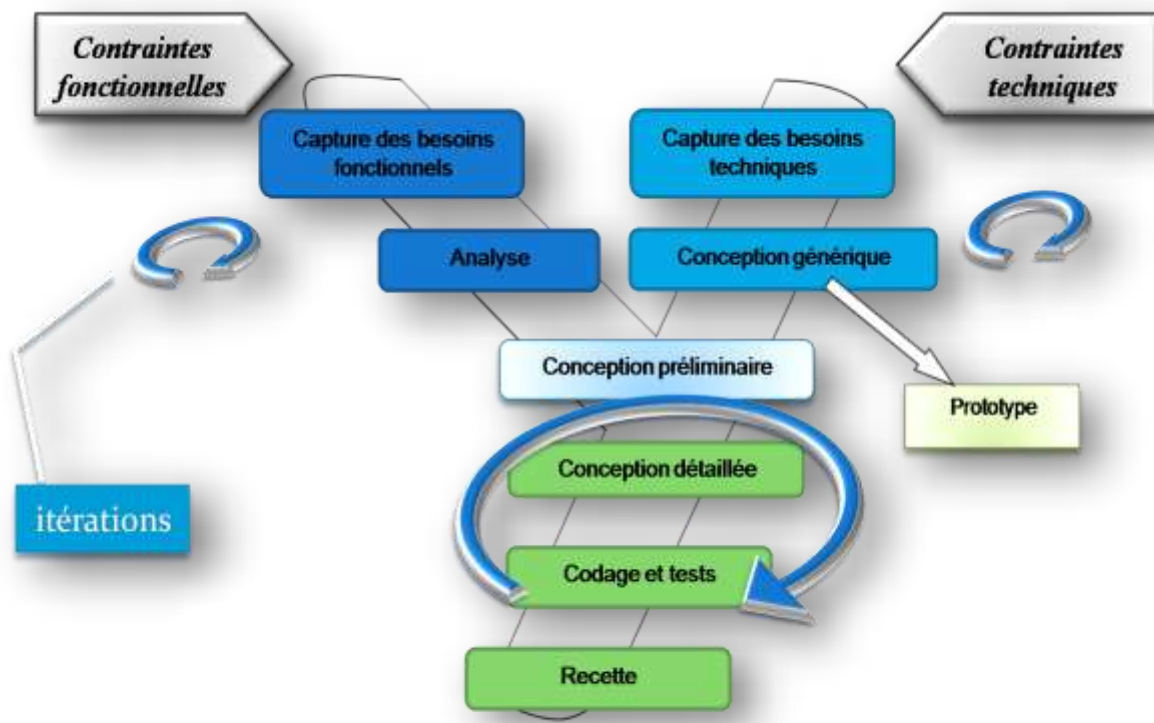 Contraintes
fonctionnelles
Contraintes
techniques
Capture des besoins
fonctionnels
Capture des besoins
techniques
Analyse
Conception générique
Conception préliminaire
Prototype
Conception détaillée
itérations
Codage et tests
Recette